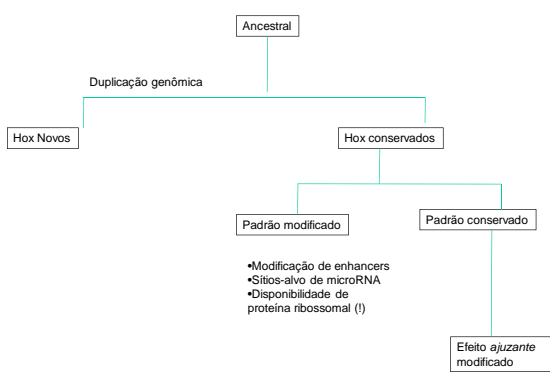 Ancestral
Duplicação genômica
Hox Novos
Hox conservados
Padrão modificado
Padrão conservado
•Modificação de enhancers
•Sítios-alvo de microRNA
•Disponibilidade de
proteína ribossomal (!)
Efeito ajuzante
modificado